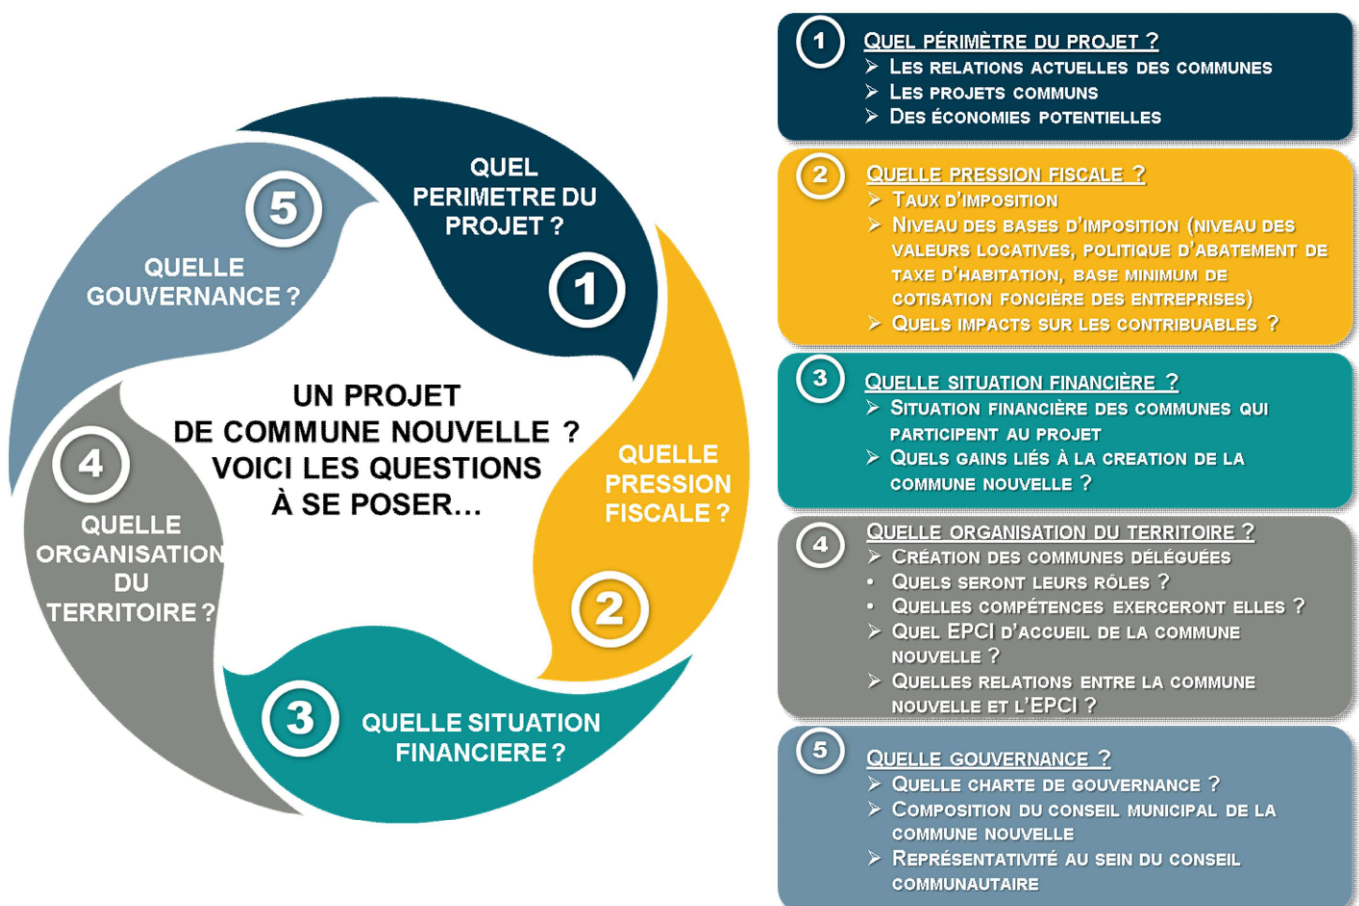 QUEL
PERIMETRE DU
PROJET ?
1
QUELLE
PRESSION
FISCALE ?
2
3
QUELLE SITUATION
FINANCIERE ?
4
QUELLE
ORGANISATION
DU
TERRITOIRE ?
5
QUELLE
GOUVERNANCE ?
UN PROJET
DE COMMUNE NOUVELLE ?
VOICI LES QUESTIONS
À SE POSER...
1
QUEL PÉRIMÈTRE DU PROJET ?
➢ LES RELATIONS ACTUELLES DES COMMUNES
➢ LES PROJETS COMMUNS
➢ DES ÉCONOMIES POTENTIELLES
2
QUELLE PRESSION FISCALE ?
➢ TAUX D'IMPOSITION
➢ NIVEAU DES BASES D'IMPOSITION (NIVEAU DES
VALEURS LOCATIVES, POLITIQUE D'ABATEMENT DE
TAXE D'HABITATION, BASE MINIMUM DE
COTISATION FONCIÈRE DES ENTREPRISES)
➢ QUELS IMPACTS SUR LES CONTRIBUABLES ?
3
QUELLE SITUATION FINANCIÈRE ?
➢ SITUATION FINANCIÈRE DES COMMUNES QUI
PARTICIPENT AU PROJET
➢ QUELS GAINS LIÉS À LA CREATION DE LA
COMMUNE NOUVELLE ?
4
QUELLE ORGANISATION DU TERRITOIRE ?
➢ CRÉATION DES COMMUNES DÉLÉGUÉES
• QUELS SERONT LEURS RÔLES ?
• QUELLES COMPÉTENCES EXERCERONT ELLES ?
➢ QUEL EPCI D'ACCUEIL DE LA COMMUNE
NOUVELLE ?
➢ QUELLES RELATIONS ENTRE LA COMMUNE
NOUVELLE ET L'EPCI ?
5
QUELLE GOUVERNANCE ?
➢ QUELLE CHARTE DE GOUVERNANCE ?
➢ COMPOSITION DU CONSEIL MUNICIPAL DE LA
COMMUNE NOUVELLE
➢ REPRÉSENTATIVITÉ AU SEIN DU CONSEIL
COMMUNAUTAIRE